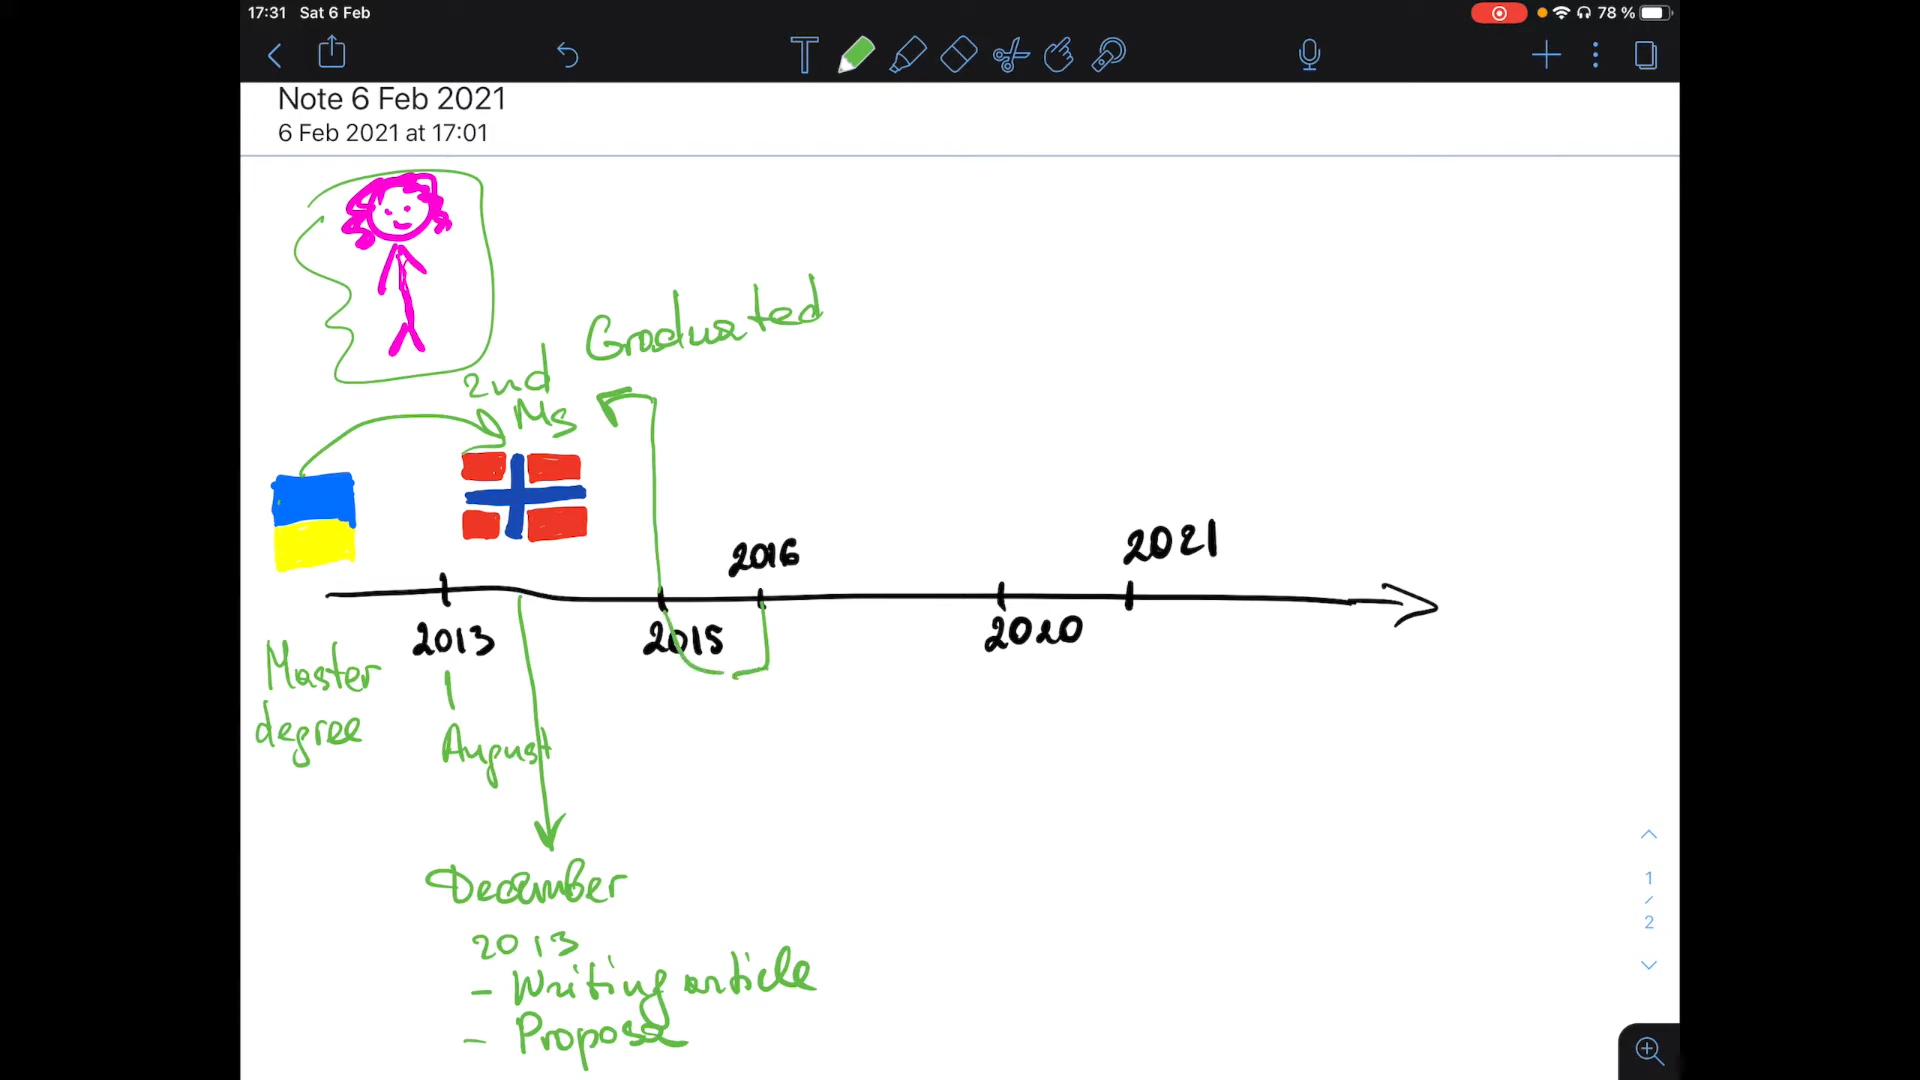 17:31 Sat 6 Feb
78 %
Note 6 Feb 2021
6 Feb 2021 at 17:01
Graduated
2nd
Ms
2016
2021
2013
2015
2020
Master
degree
August
December
2013
- Writing article
- Propose
1
2